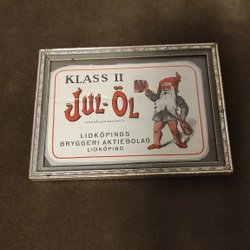 KLASS II
JUL-ÖL
LIDKÖPINGS
BRYGGERI AKTIEBOLAG
LIDKÖPING